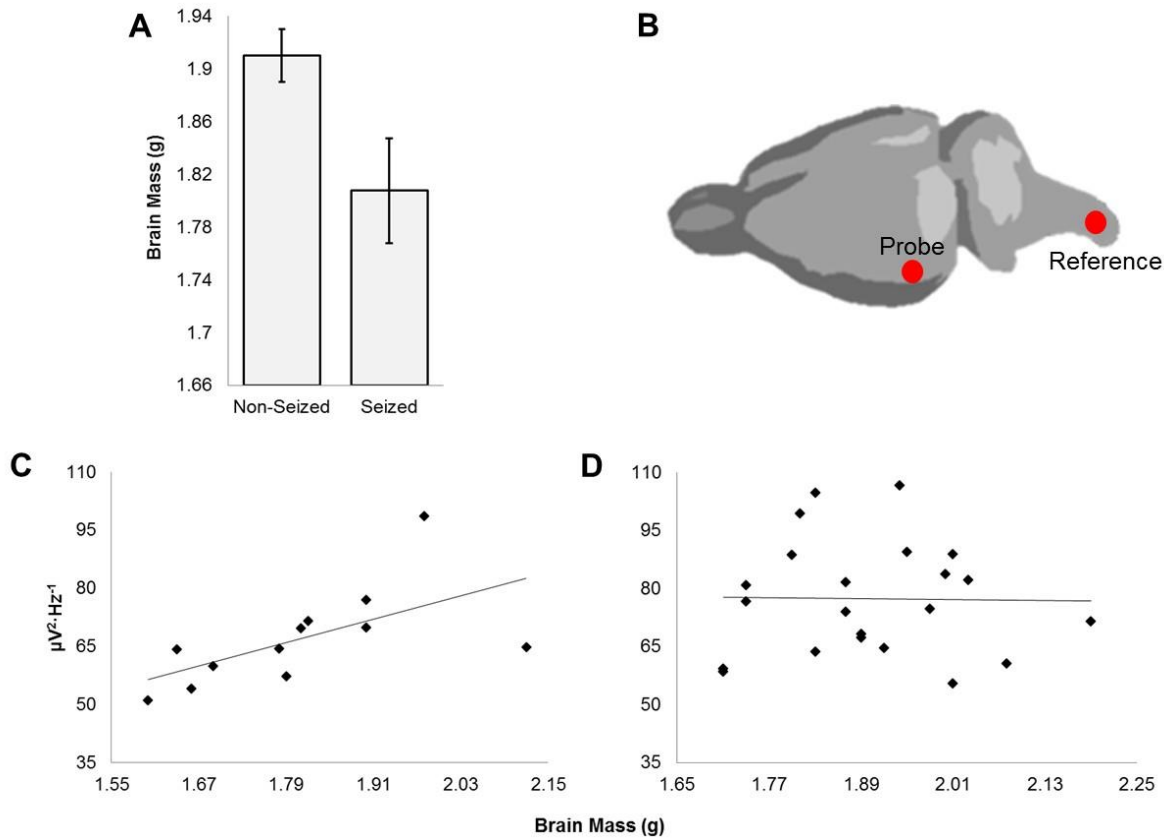 A
Brain Mass (g)
1.94
1.9
1.86
1.82
1.78
1.74
1.7
1.66
Non-Seized Seized
B
Probe
Reference
C
µV²·Hz⁻¹
110
95
80
65
50
35
1.55 1.67 1.79 1.91 2.03 2.15
D
110
95
80
65
50
35
1.65 1.77 1.89 2.01 2.13 2.25
Brain Mass (g)